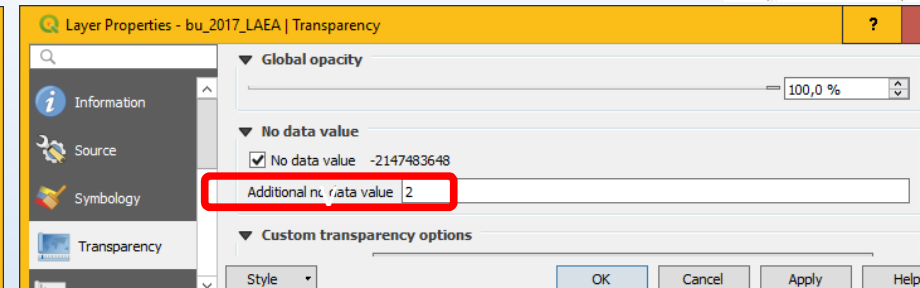 Layer Properties - bu_2017_LAEA | Transparency
?
Global opacity
Information
100,0 %
No data value
Source
No data value -2147483648
Symbology
Additional no data value 2
Transparency
Custom transparency options
Style
OK
Cancel
Apply
Help